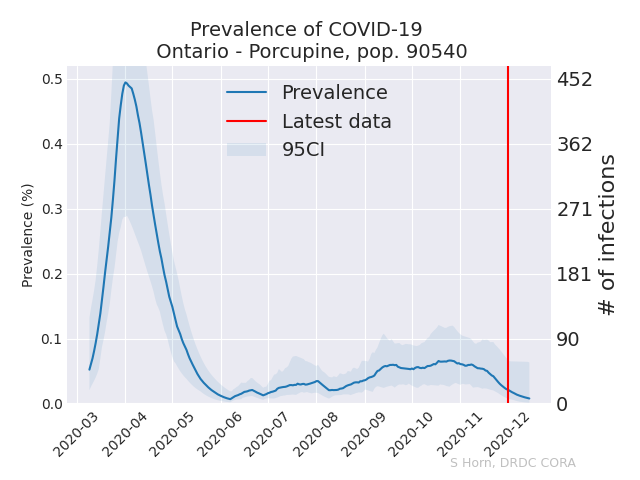 Prevalence of COVID-19
Ontario - Porcupine, pop. 90540
Prevalence
Latest data
95CI
Prevalence (%)
0.5
0.4
0.3
0.2
0.1
0.0
452
362
271
181
90
0
# of infections
2020-03
2020-04
2020-05
2020-06
2020-07
2020-08
2020-09
2020-10
2020-11
2020-12
S Horn, DRDC CORA